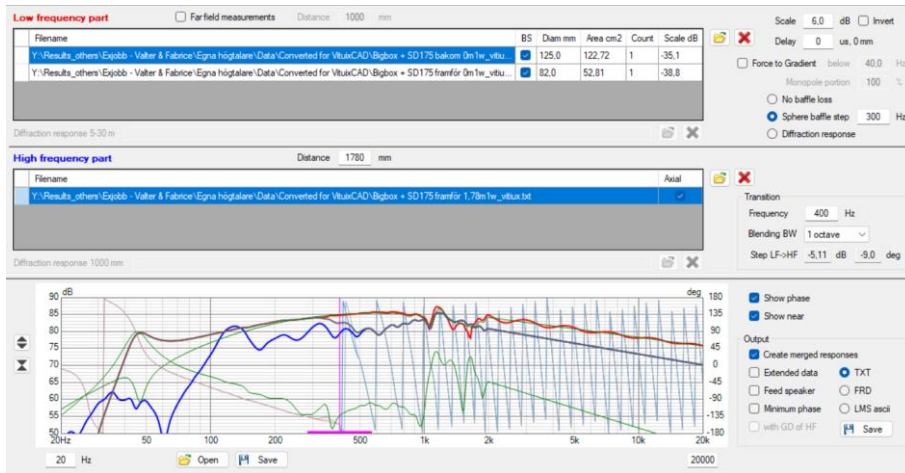 Low frequency part Far field measurements Distance 1000 mm
Filename BS Diam mm Area cm2 Count Scale dB
Y:\Results_others\Exjobb - Valter & Fabrice\Egna högtalare\Data\Converted for VituixCAD\Bigbox + SD175 bakom 0m1w_vitiu... 125,0 122,72 1 -35,1
Y:\Results_others\Exjobb - Valter & Fabrice\Egna högtalare\Data\Converted for VituixCAD\Bigbox + SD175 framför 0m1w_vitiu... 82,0 52,81 1 -38,8
Diffraction response 5-30 m
Scale 6,0 dB Invert
Delay 0 us, 0 mm
Force to Gradient below 40.0 Hz
Monopole portion 100 %
No baffle loss
Sphere baffle step 300 Hz
Diffraction response
High frequency part Distance 1780 mm
Filename Axial
Y:\Results_others\Exjobb - Valter & Fabrice\Egna högtalare\Data\Converted for VituixCAD\Bigbox + SD175 framför 1,78m1w_vitiux.txt
Diffraction response 1000 mm
Transition
Frequency 400 Hz
Blending BW 1 octave
Step LF->HF -5,11 dB -9,0 deg
90 dB deg 180
85 135
80 90
75 45
70 0
65 -45
60 -90
55 -135
50 -180
20Hz 50 100 200 500 1k 2k 5k 10k 20k
20 Hz Open Save 20000
Show phase
Show near
Output
Create merged responses
Extended data TXT
Feed speaker FRD
Minimum phase LMS ascii
with GD of HF Save